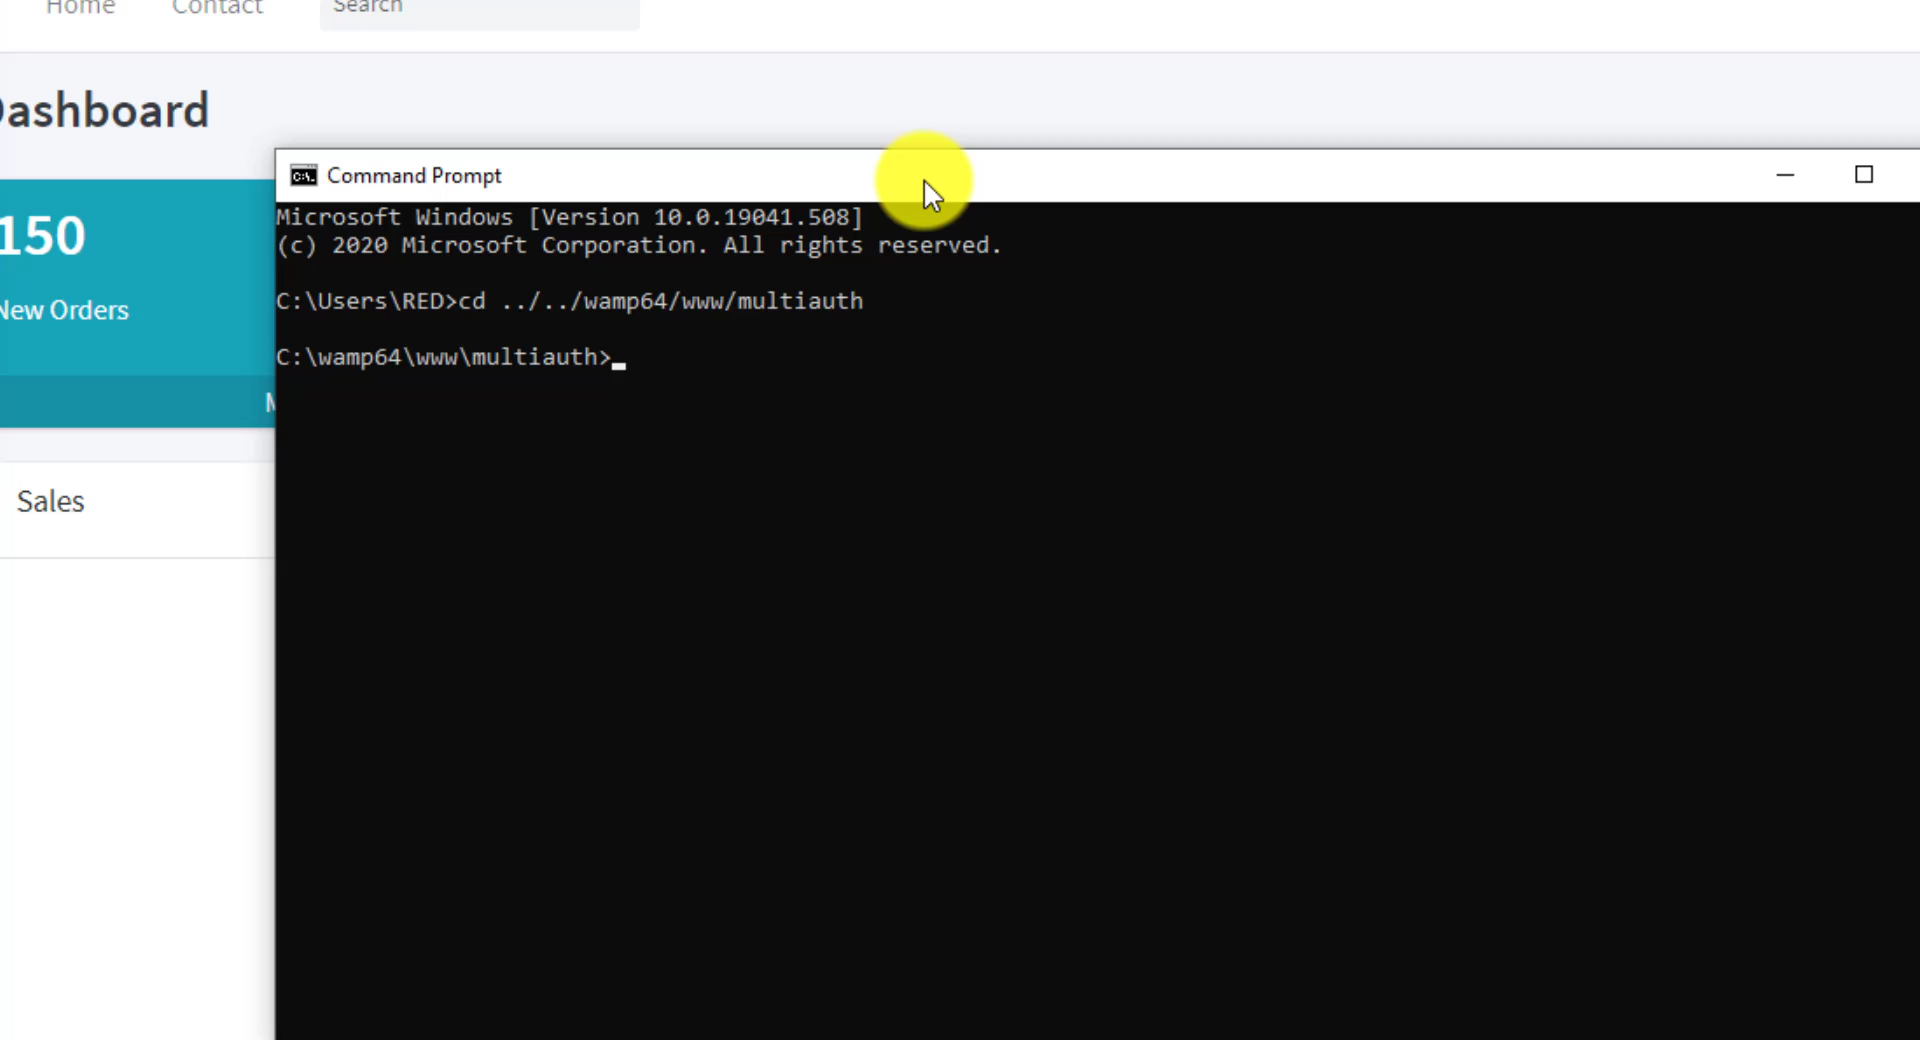 Home Contact Search
Dashboard
Command Prompt
150
New Orders
Microsoft Windows [Version 10.0.19041.508]
(c) 2020 Microsoft Corporation. All rights reserved.
C:\Users\RED>cd ../../wamp64/www/multiauth
C:\wamp64\www\multiauth>
Sales